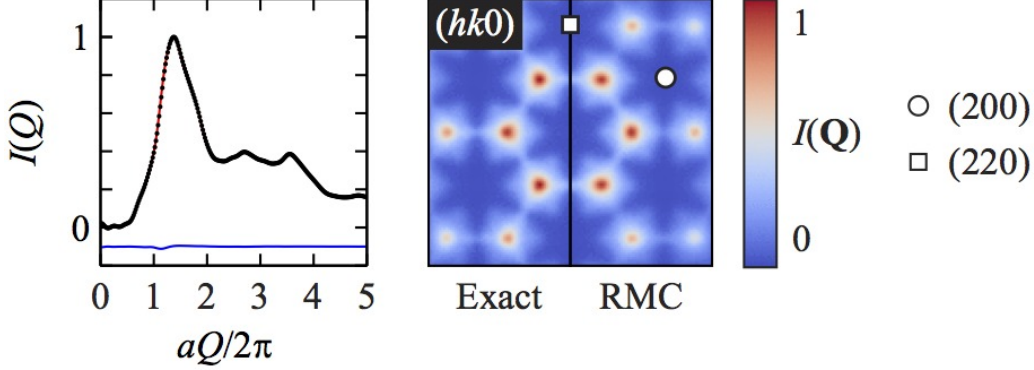 1
0
I(Q)
0 1 2 3 4 5
aQ/2π
(hk0)
Exact RMC
1
0
I(Q)
(200)
(220)